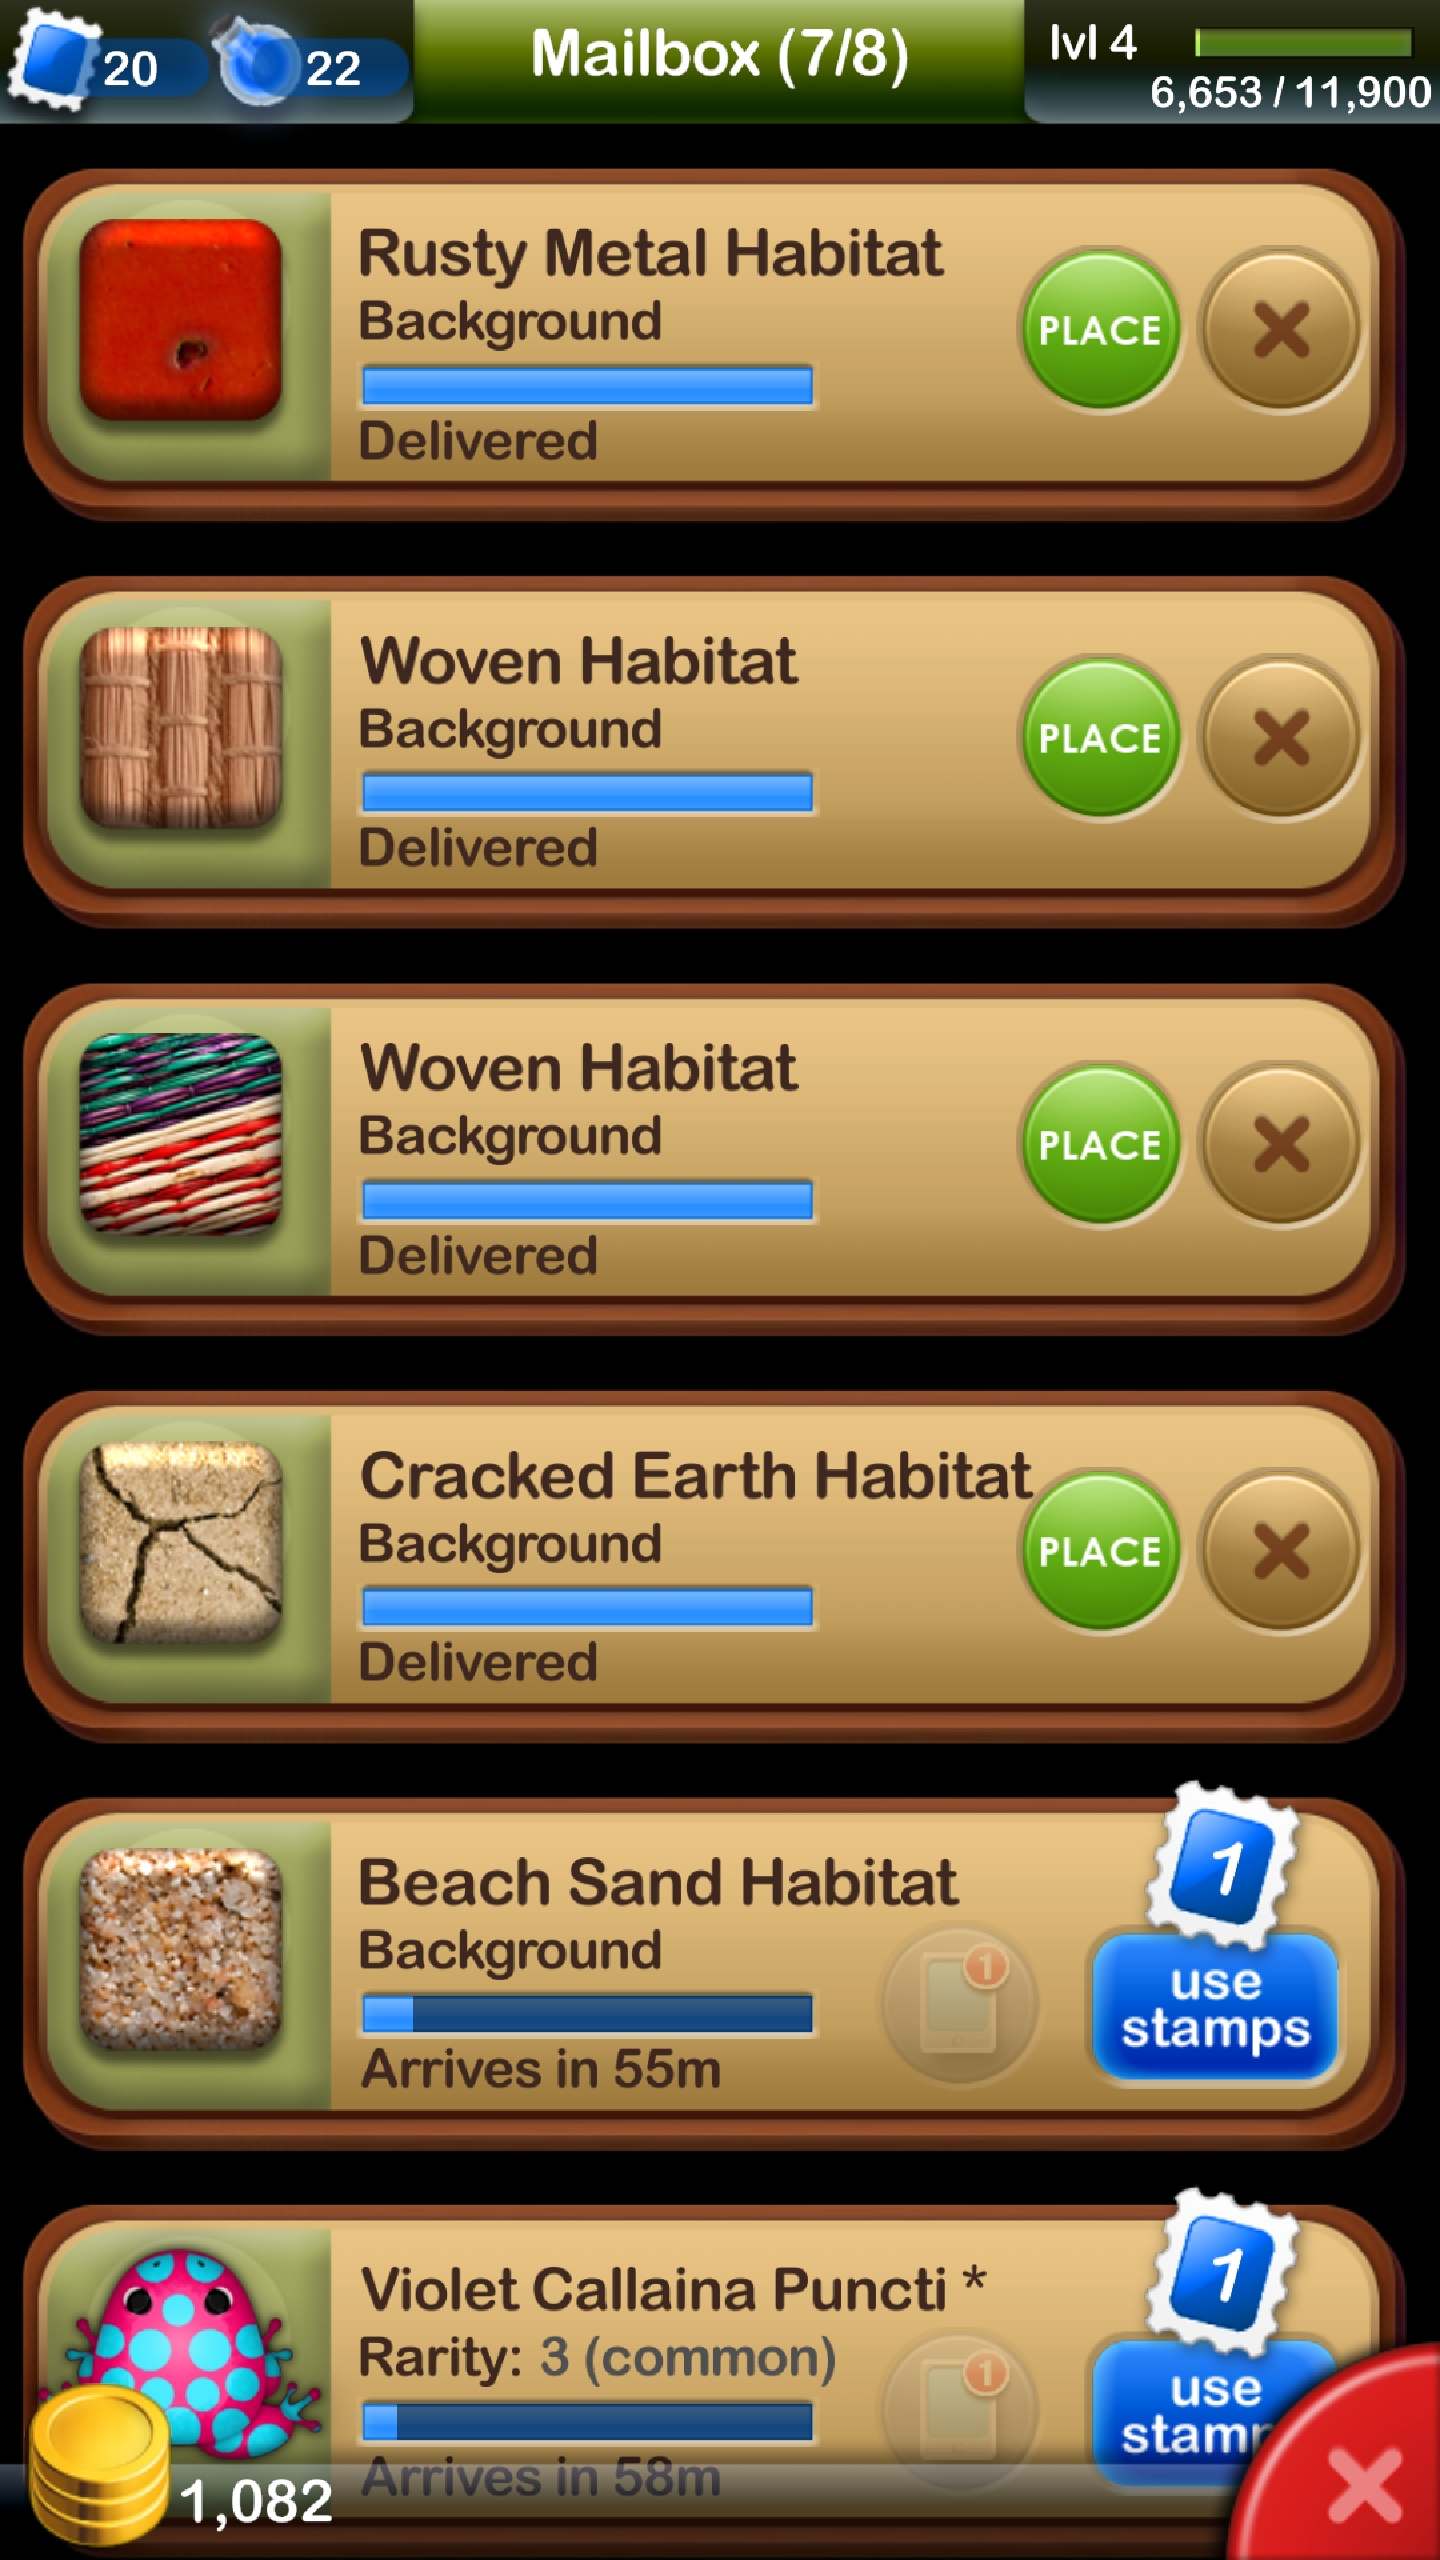 20
22
Mailbox (7/8)
lvl 4
6,653 / 11,900
Rusty Metal Habitat
Background
Delivered
PLACE
Woven Habitat
Background
Delivered
PLACE
Woven Habitat
Background
Delivered
PLACE
Cracked Earth Habitat
Background
Delivered
PLACE
Beach Sand Habitat
Background
Arrives in 55m
1
1
use
stamps
Violet Callaina Puncti *
Rarity: 3 (common)
Arrives in 58m
1
1
use
stam
1,082